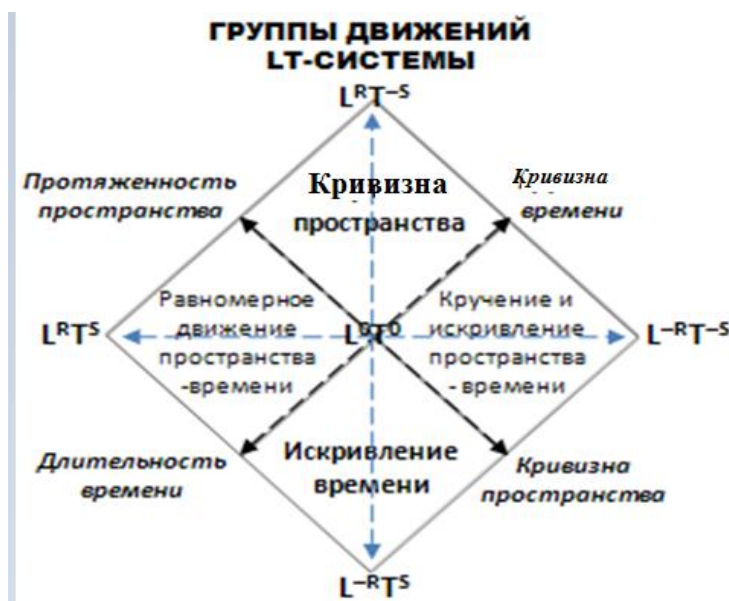 ГРУППЫ ДВИЖЕНИЙ
LT-СИСТЕМЫ
LᴿT⁻ˢ
Протяженность
пространства
Кривизна
пространства
Кривизна
времени
Равномерное
движение
пространства
-времени
Кручение и
искривление
пространства
- времени
LᴿTˢ
L⁰T⁰
L⁻ᴿT⁻ˢ
Длительность
времени
Искривление
времени
Кривизна
пространства
L⁻ᴿTˢ